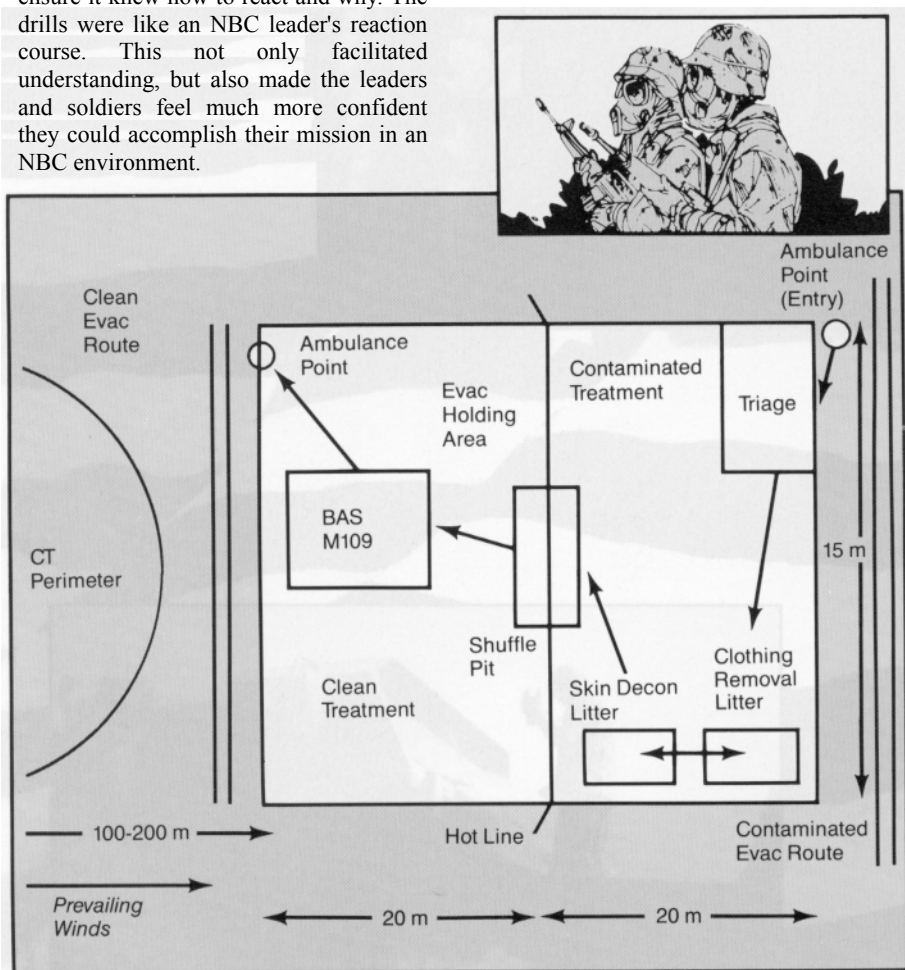 ensure it knew how to react and why. The
drills were like an NBC leader's reaction
course. This not only facilitated
understanding, but also made the leaders
and soldiers feel much more confident
they could accomplish their mission in an
NBC environment.
Ambulance
Point
(Entry)
Clean
Evac
Route
Ambulance
Point
Evac
Holding
Area
Contaminated
Treatment
Triage
BAS
M109
CT
Perimeter
15 m
Shuffle
Pit
Clean
Treatment
Skin Decon
Litter
Clothing
Removal
Litter
100-200 m
Hot Line
Contaminated
Evac Route
Prevailing
Winds
20 m
20 m